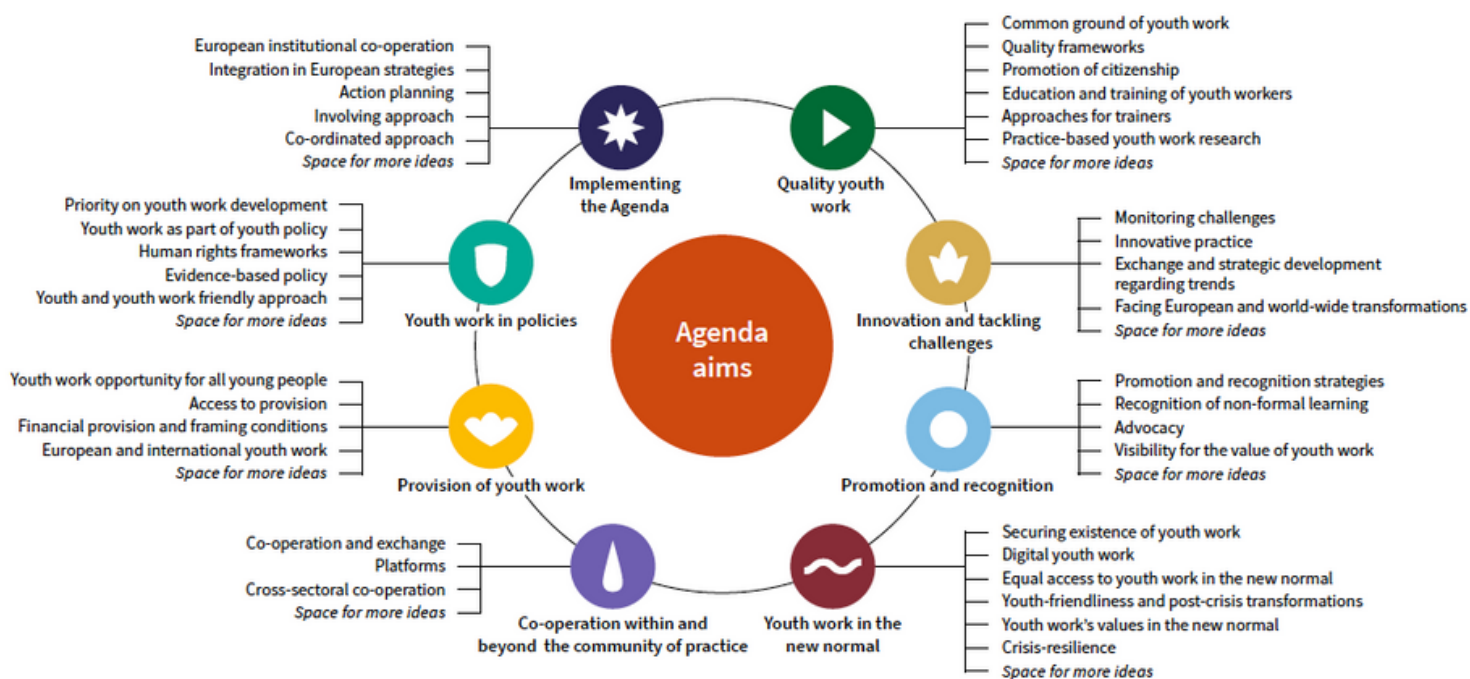 European institutional co-operation
Integration in European strategies
Action planning
Involving approach
Co-ordinated approach
Space for more ideas
Implementing
the Agenda
Common ground of youth work
Quality frameworks
Promotion of citizenship
Education and training of youth workers
Approaches for trainers
Practice-based youth work research
Space for more ideas
Quality youth
work
Priority on youth work development
Youth work as part of youth policy
Human rights frameworks
Evidence-based policy
Youth and youth work friendly approach
Space for more ideas
Youth work in policies
Monitoring challenges
Innovative practice
Exchange and strategic development
regarding trends
Facing European and world-wide transformations
Space for more ideas
Innovation and tackling
challenges
Agenda
aims
Youth work opportunity for all young people
Access to provision
Financial provision and framing conditions
European and international youth work
Space for more ideas
Provision of youth work
Promotion and recognition strategies
Recognition of non-formal learning
Advocacy
Visibility for the value of youth work
Space for more ideas
Promotion and recognition
Co-operation and exchange
Platforms
Cross-sectoral co-operation
Space for more ideas
Co-operation within and
beyond the community of practice
Securing existence of youth work
Digital youth work
Equal access to youth work in the new normal
Youth-friendliness and post-crisis transformations
Youth work's values in the new normal
Crisis-resilience
Space for more ideas
Youth work in the
new normal